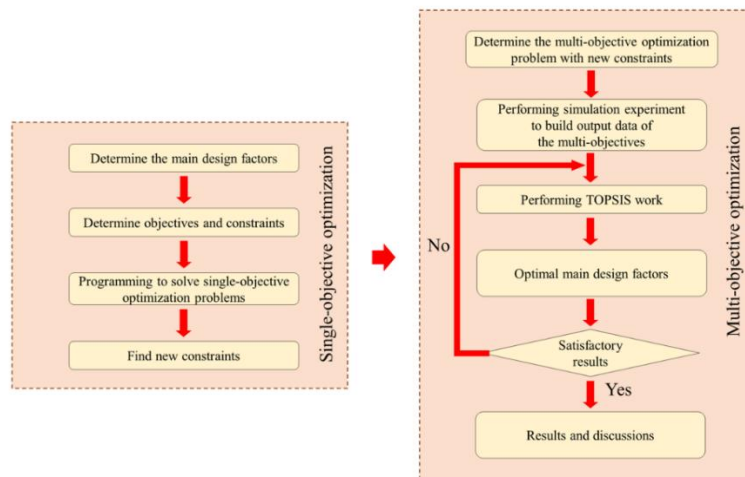 Determine the main design factors
Determine objectives and constraints
Programming to solve single-objective
optimization problems
Find new constraints
Single-objective optimization
Determine the multi-objective optimization
problem with new constraints
Performing simulation experiment
to build output data of
the multi-objectives
Performing TOPSIS work
Optimal main design factors
No
Satisfactory
results
Yes
Results and discussions
Multi-objective optimization